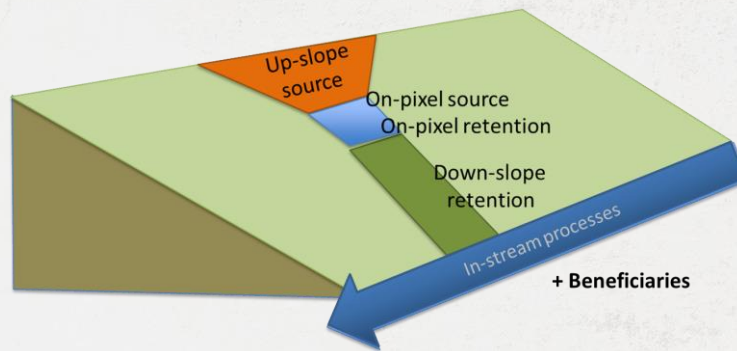 Up-slope
source
On-pixel source
On-pixel retention
Down-slope
retention
In-stream processes
+ Beneficiaries